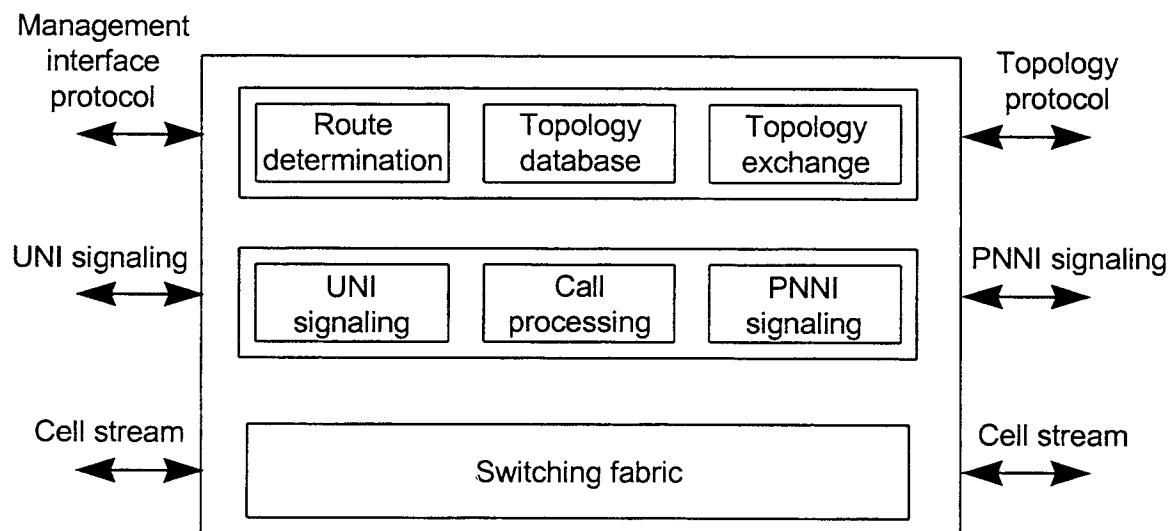 Management
interface
protocol
Topology
protocol
Route
determination
Topology
database
Topology
exchange
UNI signaling
PNNI signaling
UNI
signaling
Call
processing
PNNI
signaling
Cell stream
Cell stream
Switching fabric